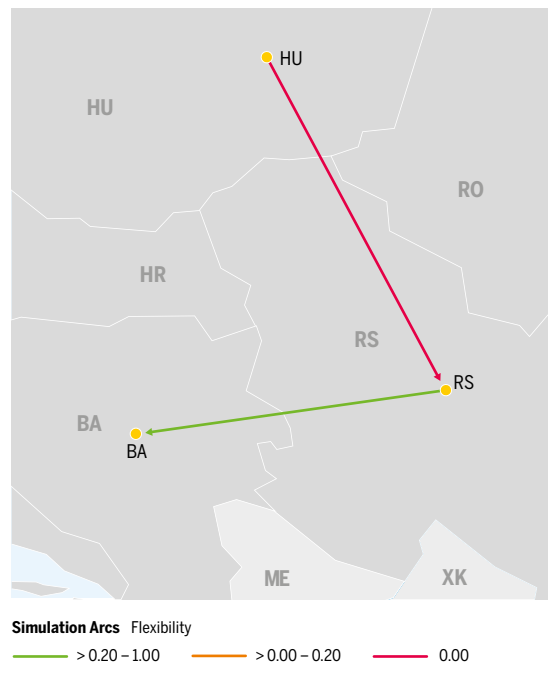 HU
HU
RO
HR
RS
RS
BA
BA
ME
XK
Simulation Arcs Flexibility
> 0.20 – 1.00 > 0.00 – 0.20 0.00